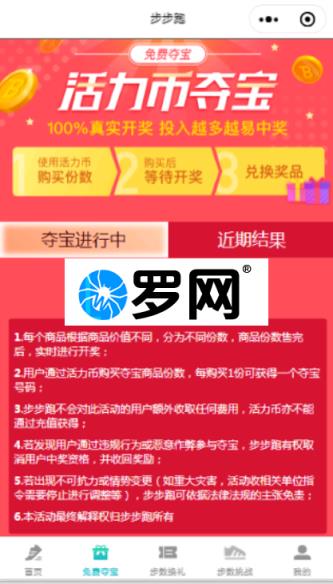 步步跑
免费夺宝
活力币夺宝
100%真实开奖 投入越多越易中奖
1 使用活力币 购买份数
2 购买后 等待开奖
3 兑换奖品
夺宝进行中 近期结果
罗网®
1.每个商品根据商品价值不同，分为不同份数，商品份数售完
后，实时进行开奖；
2.用户通过活力币购买夺宝商品份数，每购买1份可获得一个夺宝
号码；
3.步步跑不会对此活动的用户额外收取任何费用，活力币亦不能
通过充值获得；
4.若发现用户通过违规行为或恶意作弊参与夺宝，步步跑有权取
消用户中奖资格，并收回奖励；
5.若出现不可抗力或情势变更（如重大灾害，活动收相关单位指
令需要停止进行调整等），步步跑可依据法律法规的主张免责；
6.本活动最终解释权归步步跑所有
首页 免费夺宝 步数换礼 步数挑战 我的